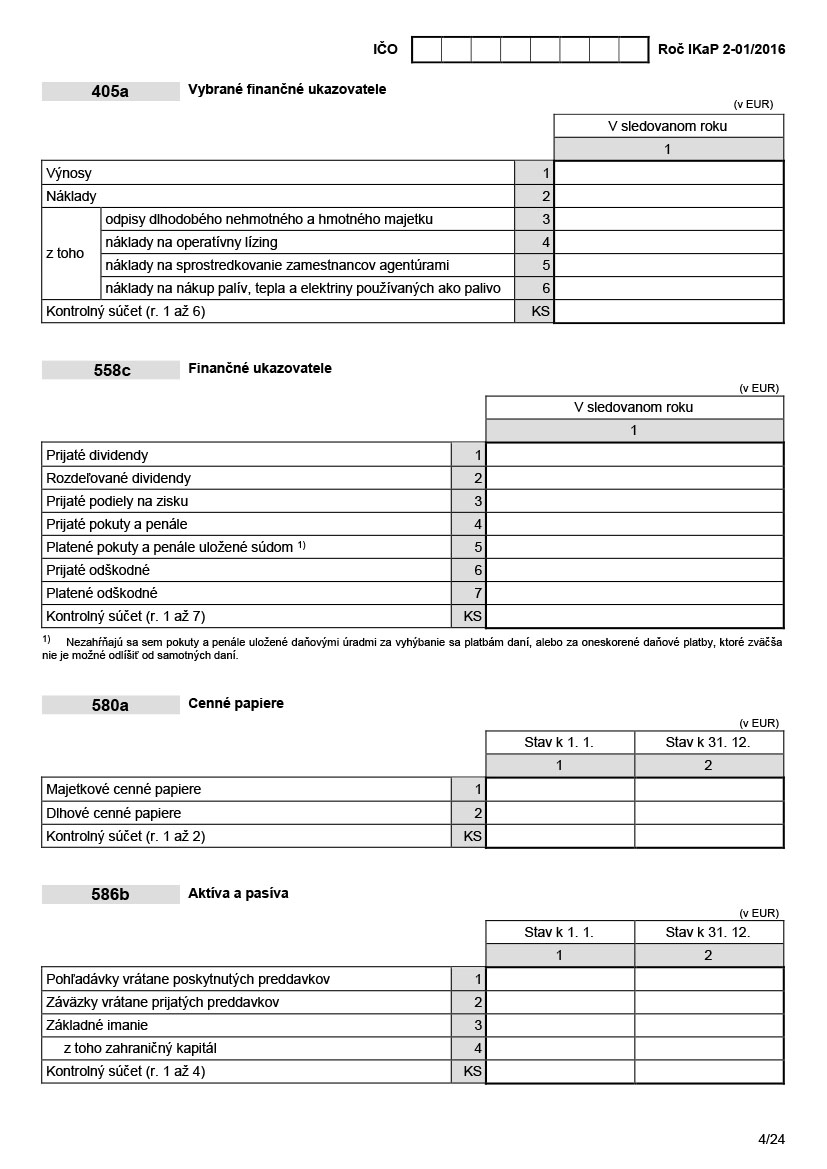 IČO Roč IKaP 2-01/2016
405a Vybrané finančné ukazovatele
(v EUR)
V sledovanom roku
1
Výnosy 1
Náklady 2
z toho
odpisy dlhodobého nehmotného a hmotného majetku 3
náklady na operatívny lízing 4
náklady na sprostredkovanie zamestnancov agentúrami 5
náklady na nákup palív, tepla a elektriny používaných ako palivo 6
Kontrolný súčet (r. 1 až 6) KS
558c Finančné ukazovatele
(v EUR)
V sledovanom roku
1
Prijaté dividendy 1
Rozdeľované dividendy 2
Prijaté podiely na zisku 3
Prijaté pokuty a penále 4
Platené pokuty a penále uložené súdom 1) 5
Prijaté odškodné 6
Platené odškodné 7
Kontrolný súčet (r. 1 až 7) KS
1) Nezahŕňajú sa sem pokuty a penále uložené daňovými úradmi za vyhýbanie sa platbám daní, alebo za oneskorené daňové platby, ktoré zväčša
nie je možné odlíšiť od samotných daní.
580a Cenné papiere
(v EUR)
Stav k 1. 1. Stav k 31. 12.
1 2
Majetkové cenné papiere 1
Dlhové cenné papiere 2
Kontrolný súčet (r. 1 až 2) KS
586b Aktíva a pasíva
(v EUR)
Stav k 1. 1. Stav k 31. 12.
1 2
Pohľadávky vrátane poskytnutých preddavkov 1
Záväzky vrátane prijatých preddavkov 2
Základné imanie 3
z toho zahraničný kapitál 4
Kontrolný súčet (r. 1 až 4) KS
4/24